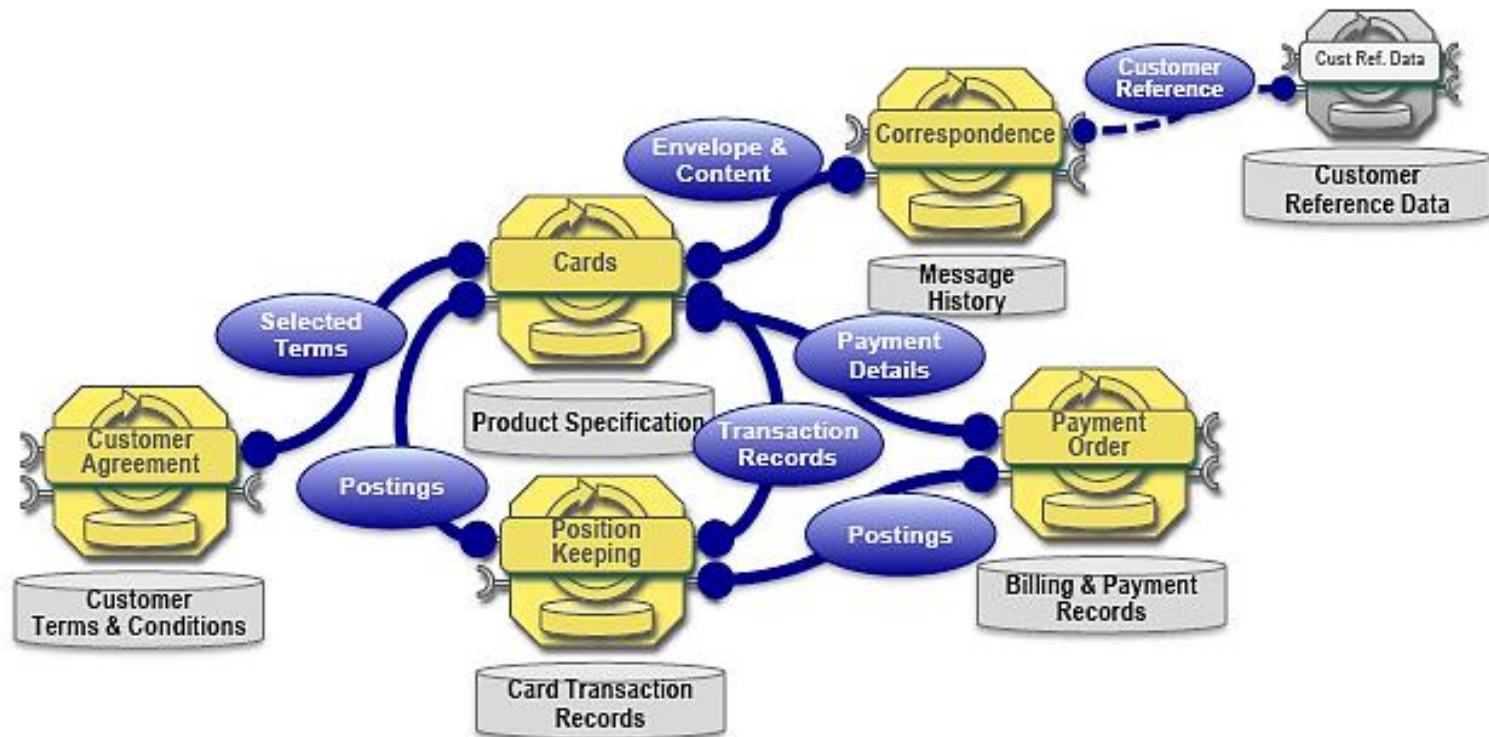 Cust Ref. Data
Customer
Reference
Correspondence
Envelope &
Content
Customer
Reference Data
Cards
Message
History
Selected
Terms
Payment
Details
Product Specification
Customer
Agreement
Transaction
Records
Payment
Order
Postings
Position
Keeping
Postings
Customer
Terms & Conditions
Billing & Payment
Records
Card Transaction
Records